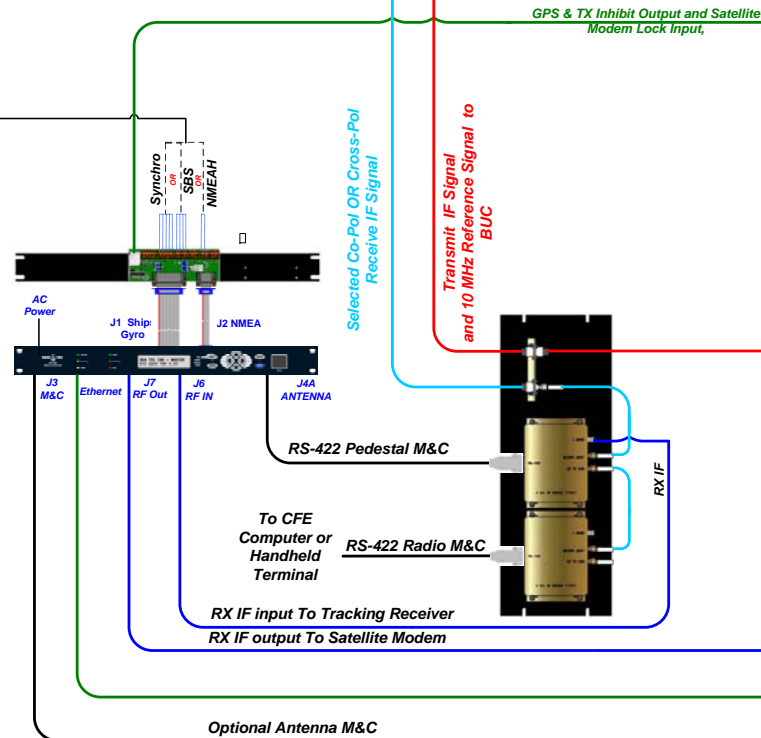 GPS & TX Inhibit Output and Satellite
Modem Lock Input,
Selected Co-Pol OR Cross-Pol
Receive IF Signal
Transmit IF Signal
and 10 MHz Reference Signal to
BUC
Synchro
OR
SBS
OR
NMEAH
AC
Power
J1 Ship
Gyro
J2 NMEA
J3
M&C
Ethernet
J7
RF Out
J6
RF IN
J4A
ANTENNA
RS-422 Pedestal M&C
RX IF
To CFE
Computer or
Handheld
Terminal
RS-422 Radio M&C
RX IF input To Tracking Receiver
RX IF output To Satellite Modem
Optional Antenna M&C